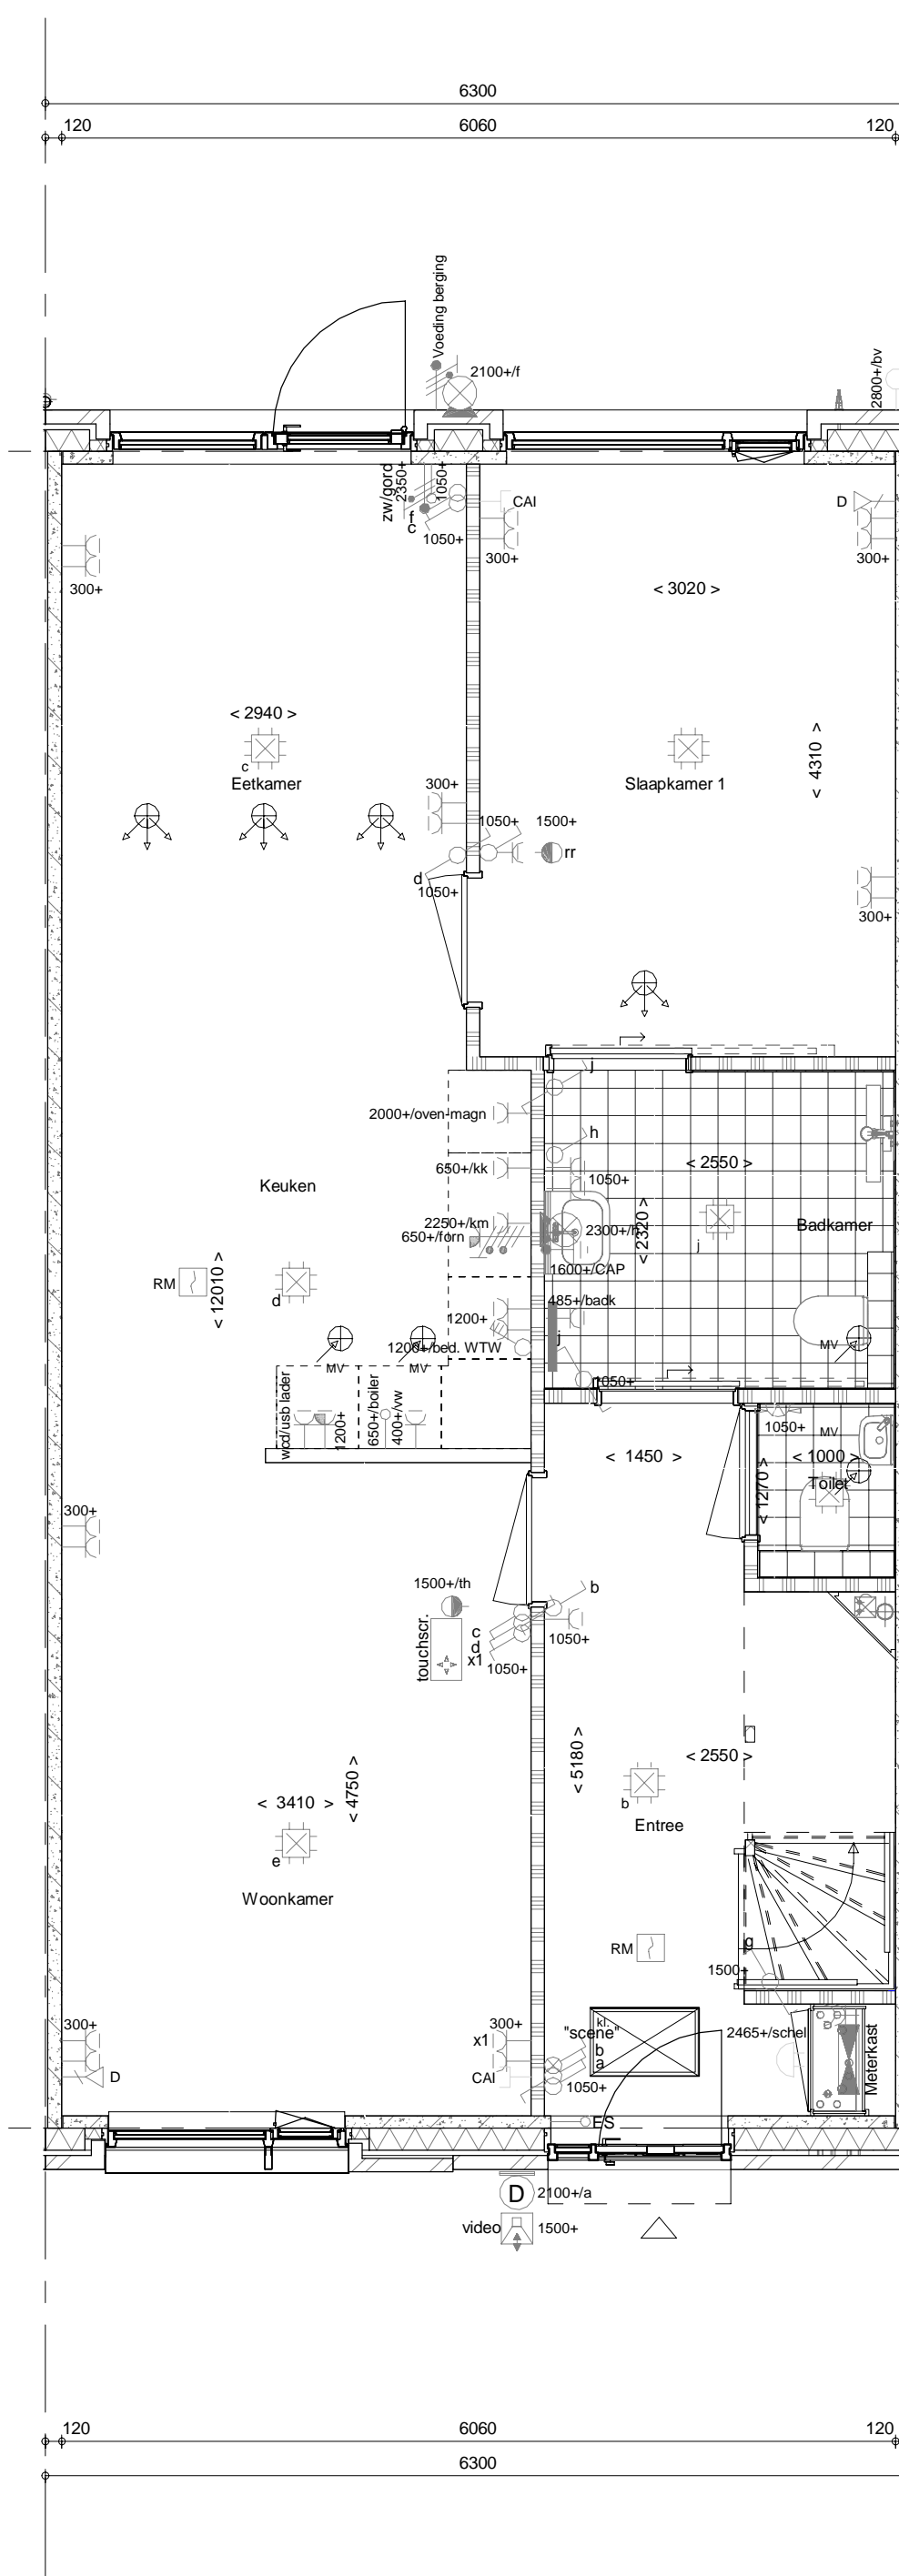 6300
120
6060
120
Voeding berging
2100+/f
2800+/bv
zw/gord
2350+
1050+
f
c
1050+
CAI
300+
D
300+
300+
< 3020 >
< 2940 >
c
Eetkamer
Slaapkamer 1
< 4310 >
300+
1050+
1500+
rr
d
1050+
300+
j
2000+/oven-magn
h
650+/kk
1050+
< 2550 >
Keuken
2250+/km
650+/forn
2300+/h
< 2320 >
Badkamer
j
1600+/CAP
RM
< 12010 >
d
485+/badk
1200+
1200+/bed. WTW
j
MV
MV
MV
1050+
wcd/usb lader
1200+
650+/boiler
400+/vw
1050+
MV
< 1450 >
< 1000 >
Toilet
< 1270 >
300+
1500+/th
b
touchscr.
c
d
x1
1050+
1050+
< 5180 >
< 2550 >
< 4750 >
b
< 3410 >
Entree
e
Woonkamer
g
RM
1500+
300+
300+
x1
kl.
"scene"
b
a
2465+/schel
CAI
D
1050+
Meterkast
FS
D
2100+/a
video
1500+
120
6060
120
6300